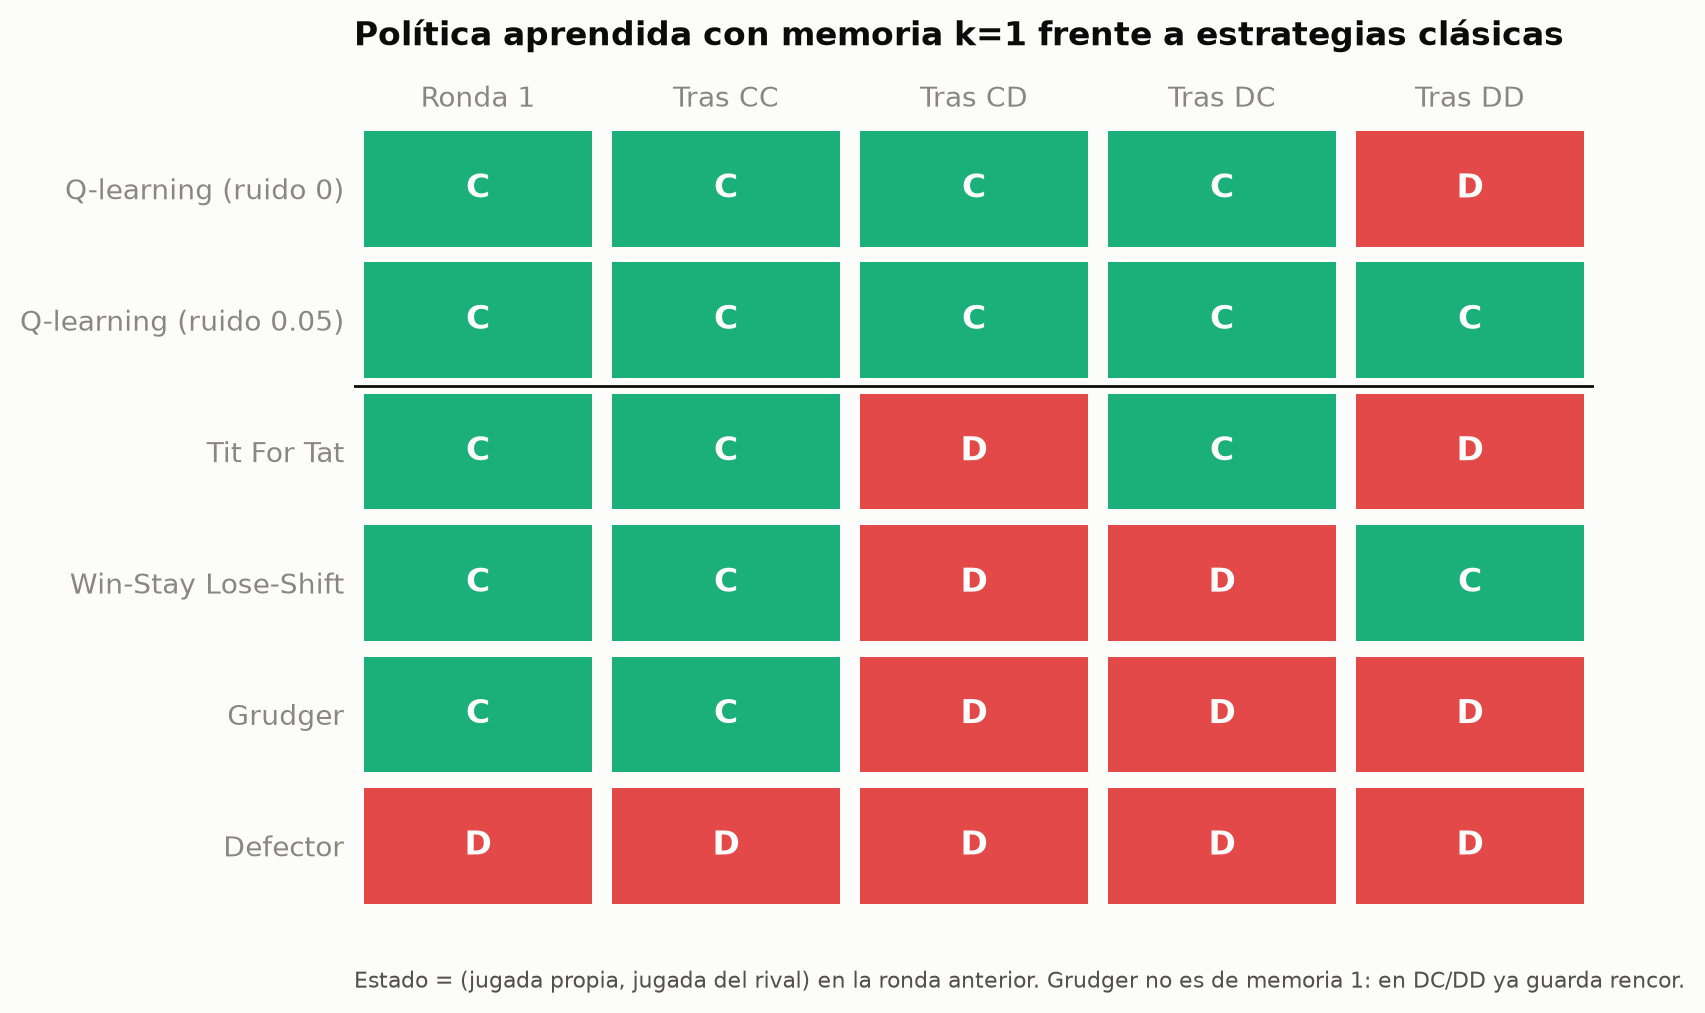 Política aprendida con memoria k=1 frente a estrategias clásicas
Ronda 1 Tras CC Tras CD Tras DC Tras DD
Q-learning (ruido 0) C C C C D
Q-learning (ruido 0.05) C C C C C
Tit For Tat C C D C D
Win-Stay Lose-Shift C C D D C
Grudger C C D D D
Defector D D D D D
Estado = (jugada propia, jugada del rival) en la ronda anterior. Grudger no es de memoria 1: en DC/DD ya guarda rencor.